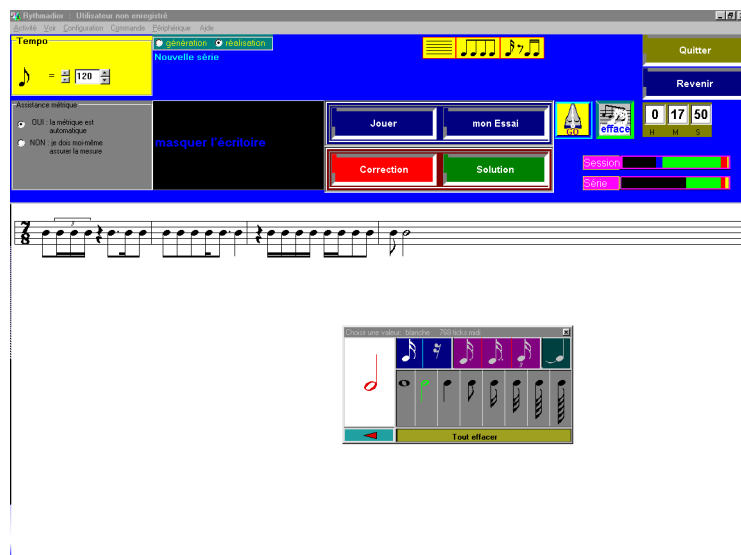 Rythmadior : Utilisateur non enregistré
Activité Voir Configuration Commande Périphérique Aide
Tempo
= 120
génération réalisation
Nouvelle série
Quitter
Revenir
Assistance métrique
OUI : la métrique est
automatique
NON : je dois moi-même
assurer la mesure
masquer l'écritoire
Jouer
mon Essai
Correction
Solution
GO
efface
0 17 50
H M S
Session
Série
7
8
3
Choisir une valeur: blanche 768 ticks midi
3
Tout effacer